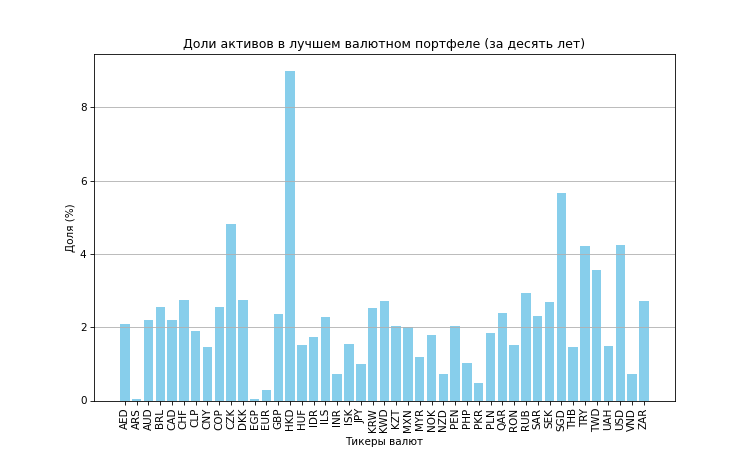 Доли активов в лучшем валютном портфеле (за десять лет)
Доля (%)
8
6
4
2
0
AED ARS AUD BRL CAD CHF CLP CNY COP CZK DKK EGP EUR GBP HKD HUF IDR ILS INR ISK JPY KRW KWD KZT MXN MYR NOK NZD PEN PHP PKR PLN QAR RON RUB SAR SEK SGD THB TRY TWD UAH USD VND ZAR
Тикеры валют